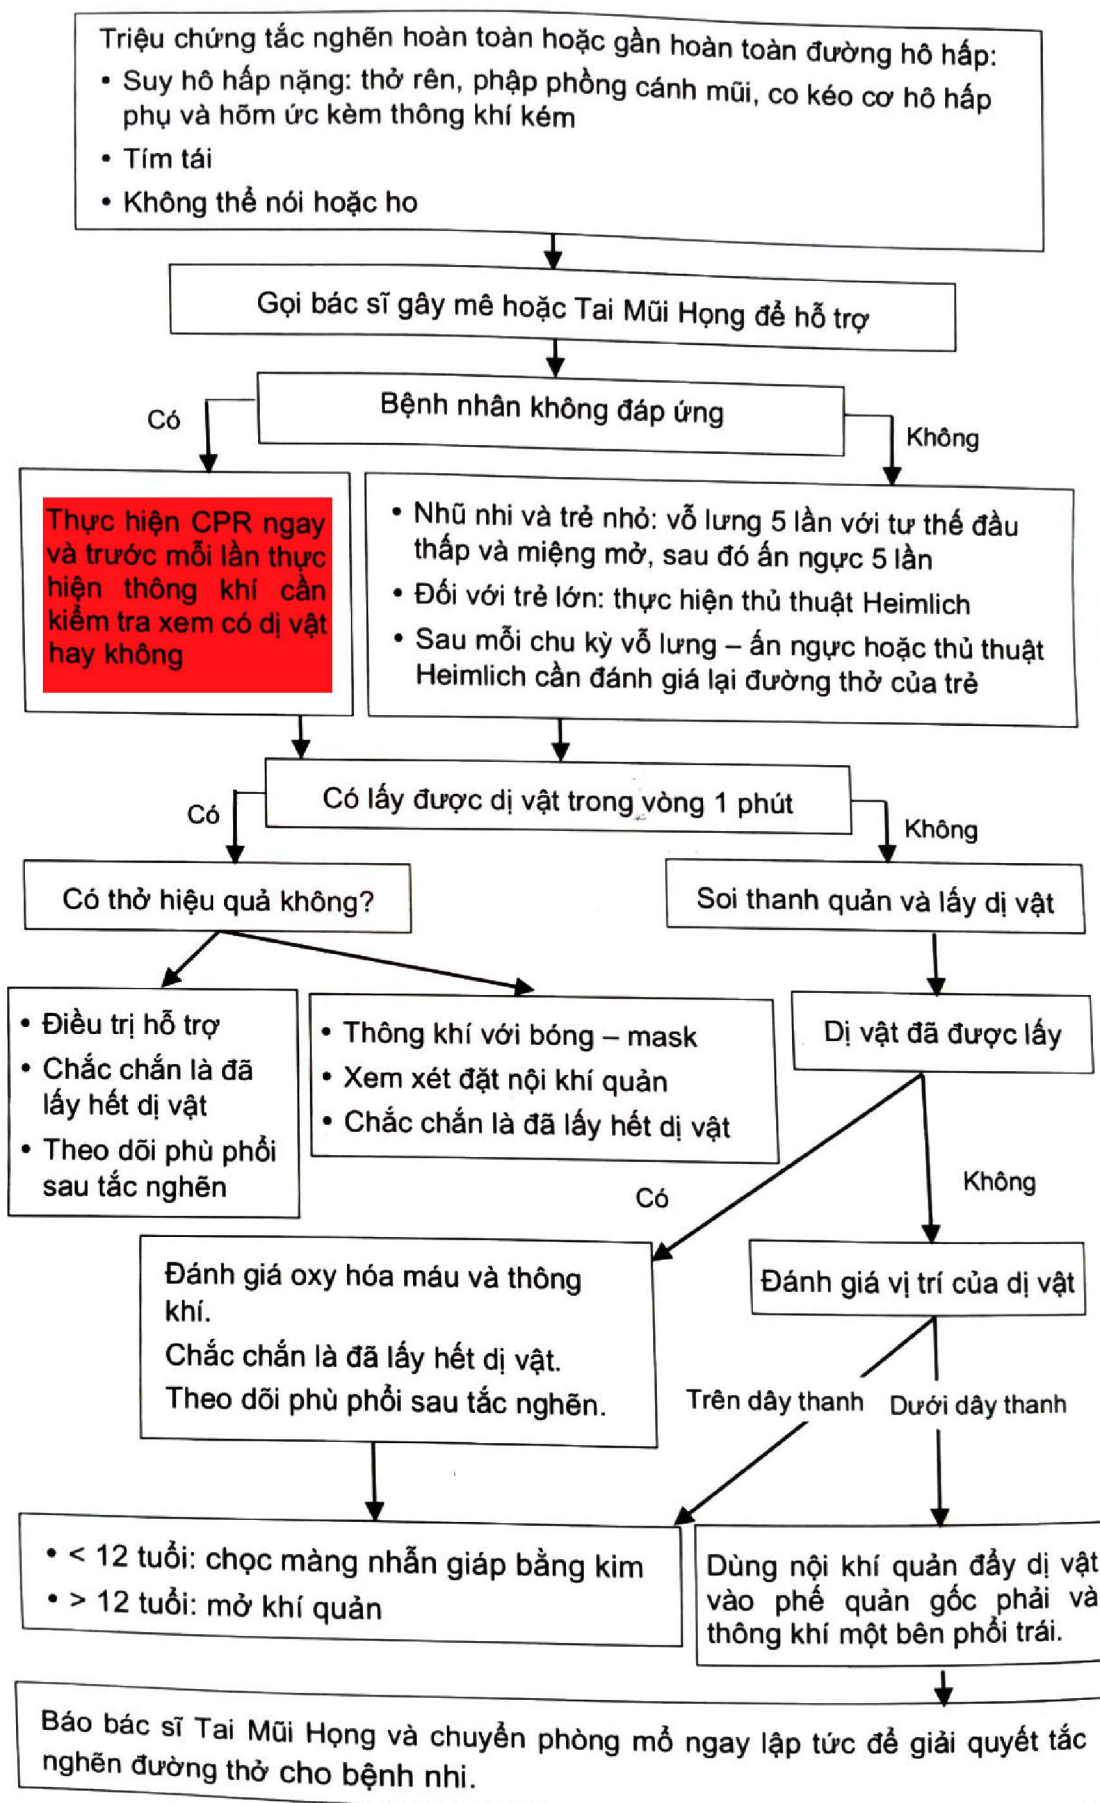 Triệu chứng tắc nghẽn hoàn toàn hoặc gần hoàn toàn đường hô hấp:
• Suy hô hấp nặng: thở rên, phập phồng cánh mũi, co kéo cơ hô hấp
phụ và hõm ức kèm thông khí kém
• Tím tái
• Không thể nói hoặc ho
Gọi bác sĩ gây mê hoặc Tai Mũi Họng để hỗ trợ
Bệnh nhân không đáp ứng
Có
Không
Thực hiện CPR ngay
và trước mỗi lần thực
hiện thông khí cần
kiểm tra xem có dị vật
hay không
• Nhũ nhi và trẻ nhỏ: vỗ lưng 5 lần với tư thế đầu
thấp và miệng mở, sau đó ấn ngực 5 lần
• Đối với trẻ lớn: thực hiện thủ thuật Heimlich
• Sau mỗi chu kỳ vỗ lưng – ấn ngực hoặc thủ thuật
Heimlich cần đánh giá lại đường thở của trẻ
Có lấy được dị vật trong vòng 1 phút
Có
Không
Có thở hiệu quả không?
Soi thanh quản và lấy dị vật
• Điều trị hỗ trợ
• Chắc chắn là đã
lấy hết dị vật
• Theo dõi phù phổi
sau tắc nghẽn
• Thông khí với bóng – mask
• Xem xét đặt nội khí quản
• Chắc chắn là đã lấy hết dị vật
Dị vật đã được lấy
Có
Không
Đánh giá oxy hóa máu và thông
khí.
Chắc chắn là đã lấy hết dị vật.
Theo dõi phù phổi sau tắc nghẽn.
Đánh giá vị trí của dị vật
Trên dây thanh
Dưới dây thanh
• < 12 tuổi: chọc màng nhẫn giáp bằng kim
• > 12 tuổi: mở khí quản
Dùng nội khí quản đẩy dị vật
vào phế quản gốc phải và
thông khí một bên phổi trái.
Báo bác sĩ Tai Mũi Họng và chuyển phòng mổ ngay lập tức để giải quyết tắc
nghẽn đường thở cho bệnh nhi.